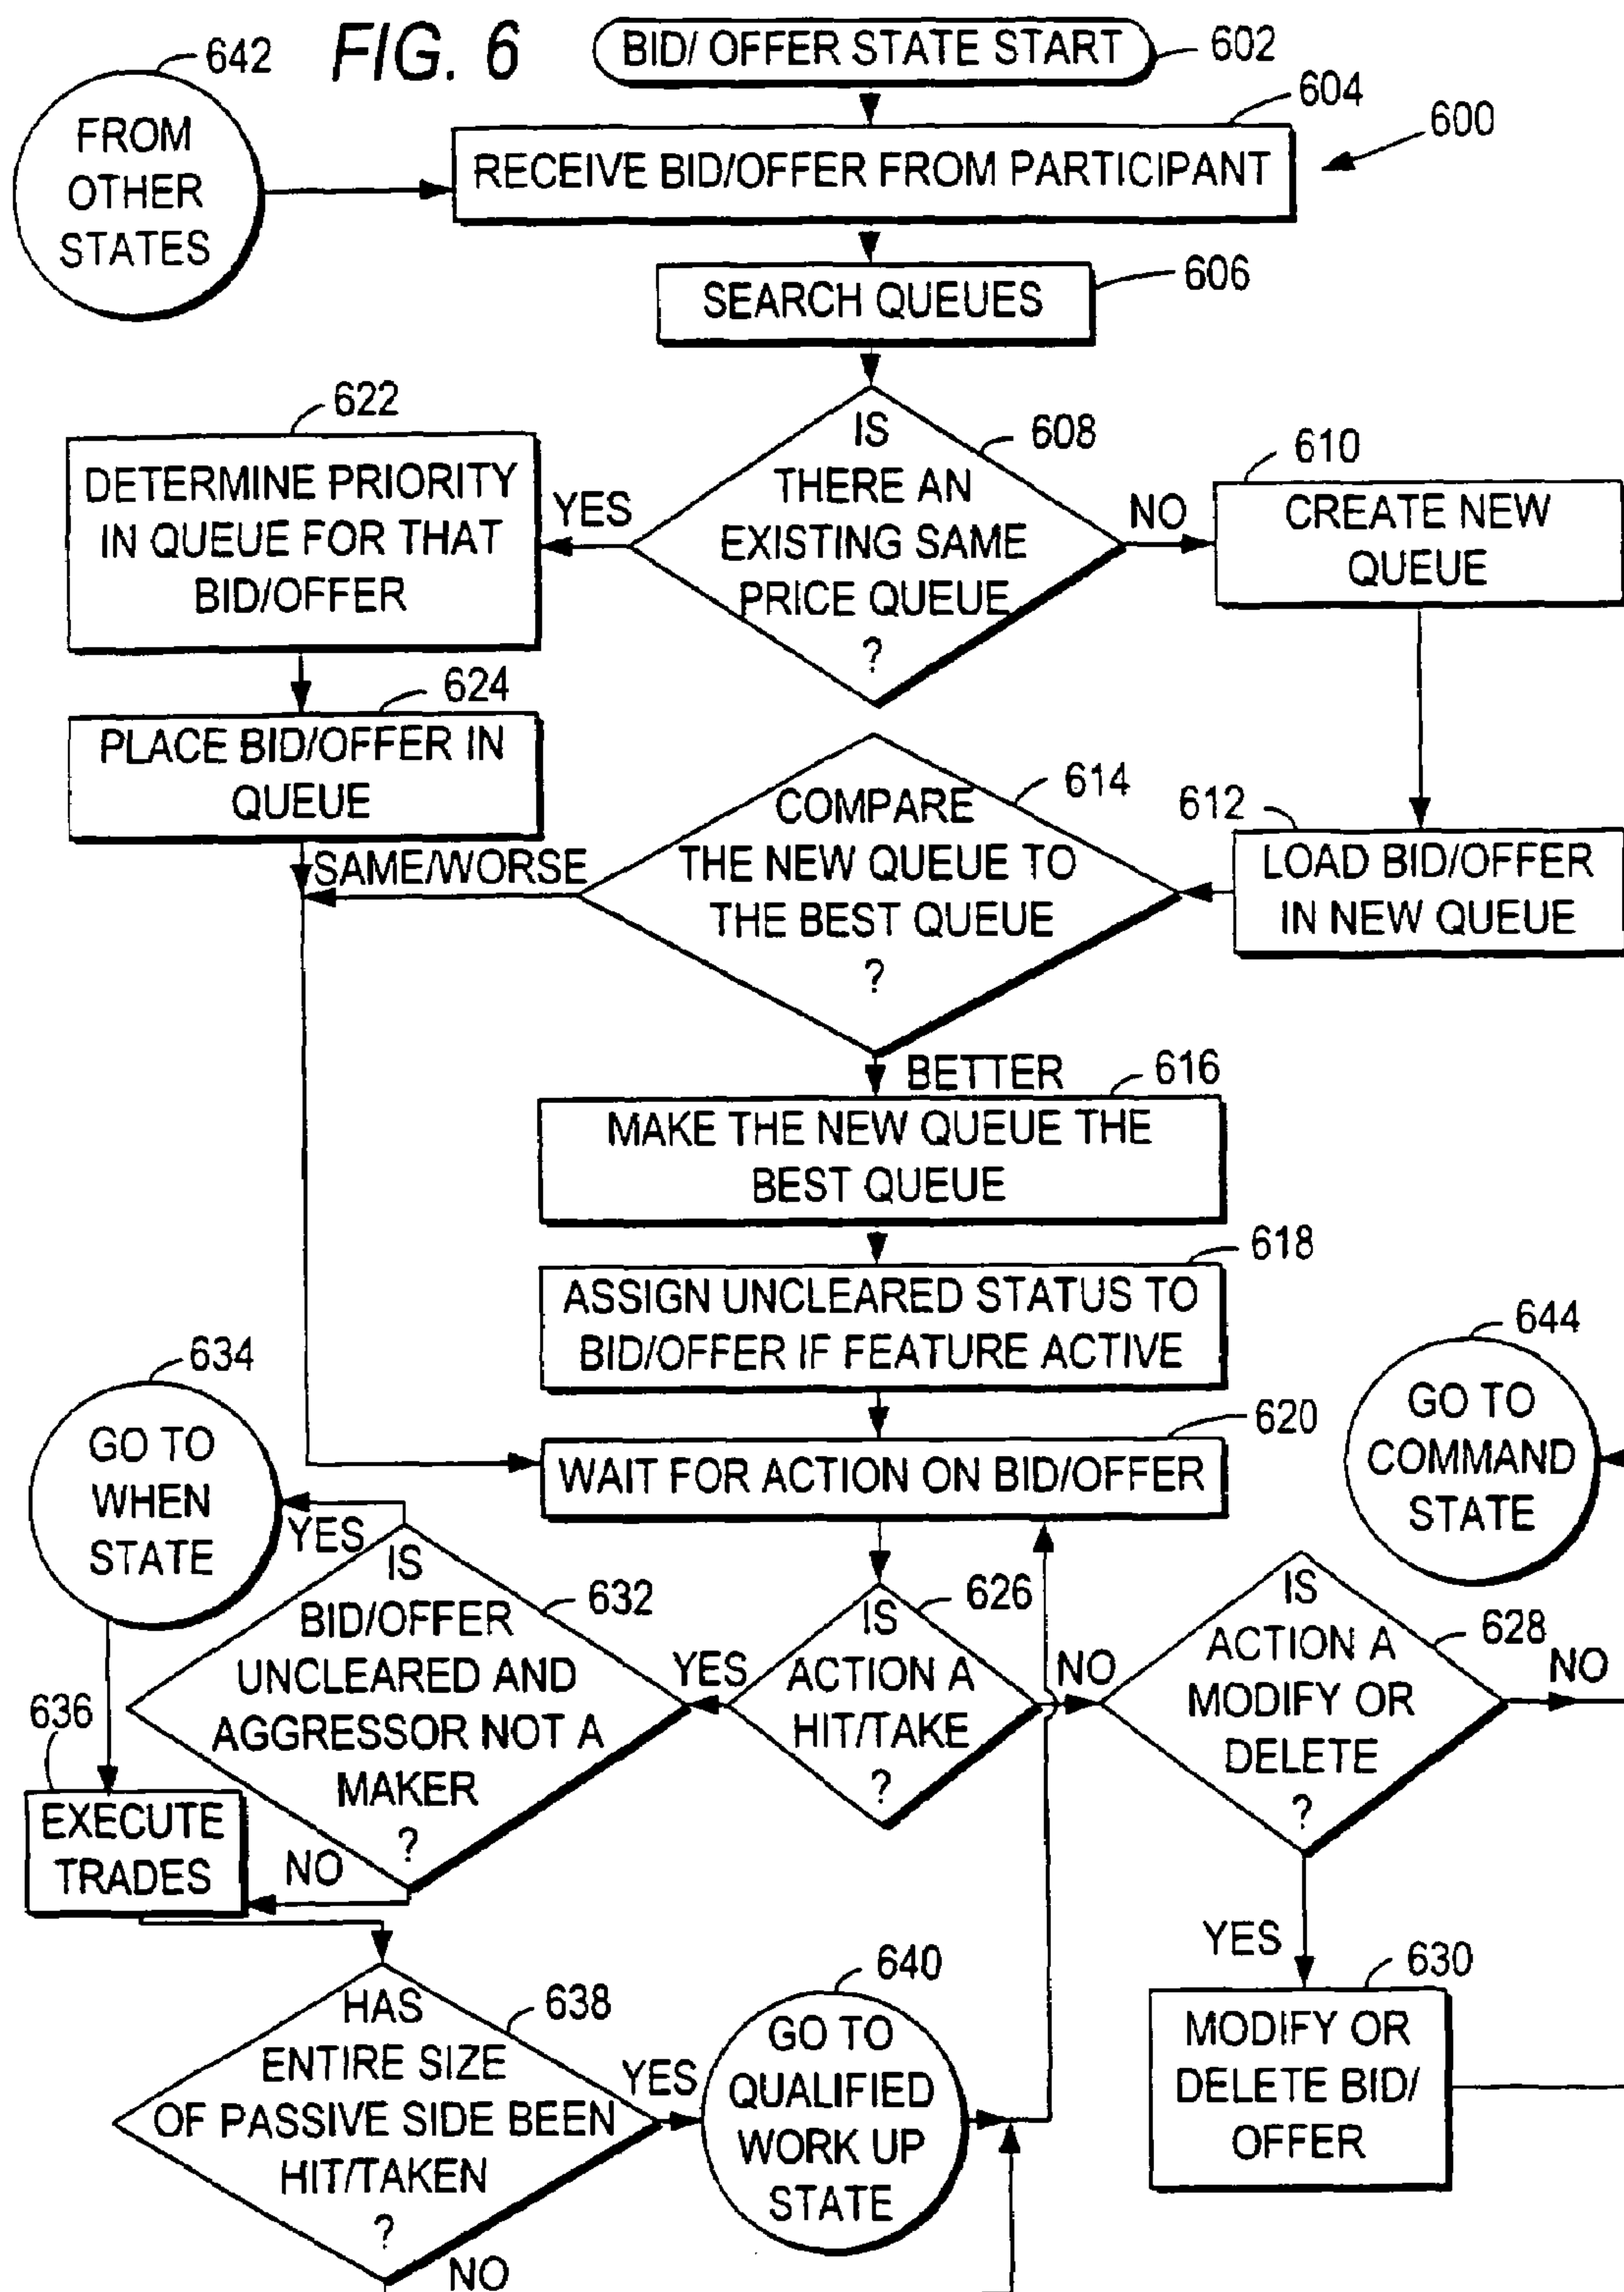 642
FIG. 6
BID/ OFFER STATE START
602
604
600
FROM
OTHER
STATES
RECEIVE BID/OFFER FROM PARTICIPANT
SEARCH QUEUES
606
622
608
610
DETERMINE PRIORITY
IN QUEUE FOR THAT
BID/OFFER
YES
IS
THERE AN
EXISTING SAME
PRICE QUEUE
?
NO
CREATE NEW
QUEUE
624
PLACE BID/OFFER IN
QUEUE
614
612
COMPARE
THE NEW QUEUE TO
THE BEST QUEUE
?
LOAD BID/OFFER
IN NEW QUEUE
SAME/WORSE
BETTER
616
MAKE THE NEW QUEUE THE
BEST QUEUE
618
ASSIGN UNCLEARED STATUS TO
BID/OFFER IF FEATURE ACTIVE
634
644
GO TO
WHEN
STATE
620
WAIT FOR ACTION ON BID/OFFER
GO TO
COMMAND
STATE
YES
IS
BID/OFFER
UNCLEARED AND
AGGRESSOR NOT A
MAKER
?
632
YES
626
IS
ACTION A
HIT/TAKE
?
NO
IS
ACTION A
MODIFY OR
DELETE
?
628
NO
636
EXECUTE
TRADES
NO
YES
630
MODIFY OR
DELETE BID/
OFFER
HAS
ENTIRE SIZE
OF PASSIVE SIDE BEEN
HIT/TAKEN
?
638
YES
640
GO TO
QUALIFIED
WORK UP
STATE
NO